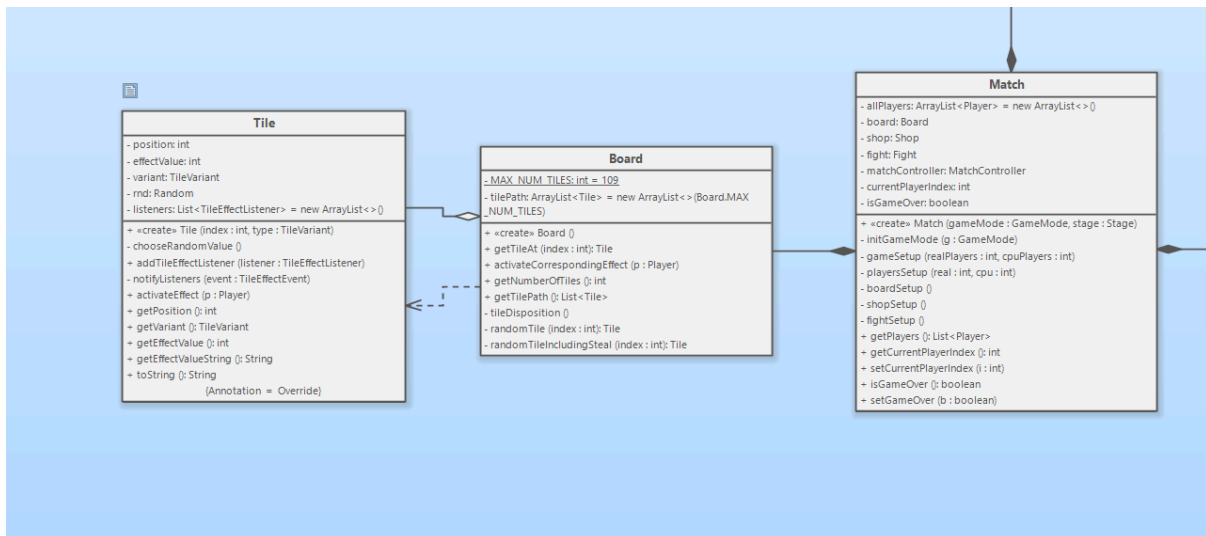 Tile
- position: int
- effectValue: int
- variant: TileVariant
- rnd: Random
- listeners: List<TileEffectListener> = new ArrayList<>()
+ «create» Tile (index : int, type : TileVariant)
- chooseRandomValue ()
+ addTileEffectListener (listener : TileEffectListener)
- notifyListeners (event : TileEffectEvent)
+ activateEffect (p : Player)
+ getPosition (): int
+ getVariant (): TileVariant
+ getEffectValue (): int
+ getEffectValueString (): String
+ toString (): String
{Annotation = Override}
Board
- MAX_NUM_TILES: int = 109
- tilePath: ArrayList<Tile> = new ArrayList<>(Board.MAX
_NUM_TILES)
+ «create» Board ()
+ getTileAt (index : int): Tile
+ activateCorrespondingEffect (p : Player)
+ getNumberOfTiles (): int
+ getTilePath (): List<Tile>
- tileDisposition ()
- randomTile (index : int): Tile
- randomTileIncludingSteal (index : int): Tile
Match
- allPlayers: ArrayList<Player> = new ArrayList<>()
- board: Board
- shop: Shop
- fight: Fight
- matchController: MatchController
- currentPlayerIndex: int
- isGameOver: boolean
+ «create» Match (gameMode : GameMode, stage : Stage)
- initGameMode (g : GameMode)
- gameSetup (realPlayers : int, cpuPlayers : int)
- playersSetup (real : int, cpu : int)
- boardSetup ()
- shopSetup ()
- fightSetup ()
+ getPlayers (): List<Player>
+ getCurrentPlayerIndex (): int
+ setCurrentPlayerIndex (i : int)
+ isGameOver (): boolean
+ setGameOver (b : boolean)